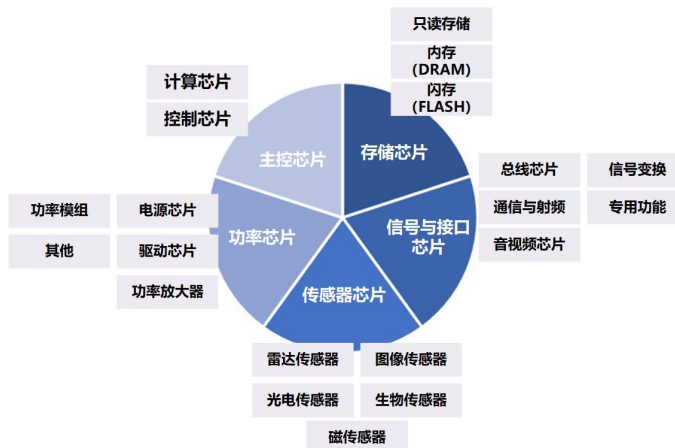 只读存储
内存
（DRAM）
闪存
（FLASH）
计算芯片
控制芯片
主控芯片
存储芯片
总线芯片
信号变换
通信与射频
专用功能
音视频芯片
信号与接口
芯片
功率模组
电源芯片
其他
驱动芯片
功率放大器
功率芯片
传感器芯片
雷达传感器
图像传感器
光电传感器
生物传感器
磁传感器